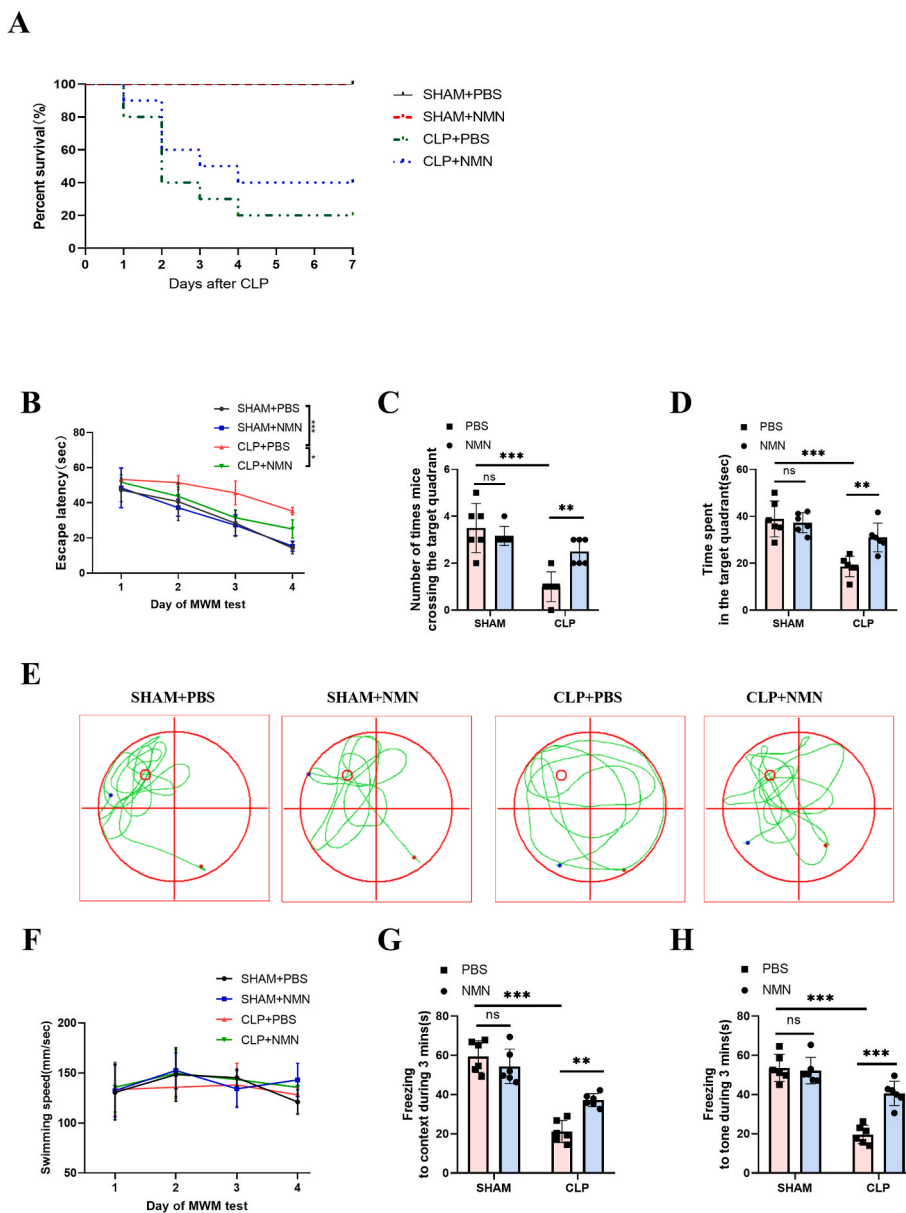 A
Percent survival(%)
100
80
60
40
20
0
0 1 2 3 4 5 6 7
Days after CLP
SHAM+PBS
SHAM+NMN
CLP+PBS
CLP+NMN
B
Escape latency(sec)
80
60
40
20
0
1 2 3 4
Day of MWM test
SHAM+PBS
SHAM+NMN
CLP+PBS
CLP+NMN
***
*
C
PBS
NMN
Number of times mice
crossing the target quadrant
6
4
2
0
***
ns
**
SHAM CLP
D
PBS
NMN
Time spent
in the target quadrant(sec)
60
40
20
0
***
ns
**
SHAM CLP
E
SHAM+PBS SHAM+NMN CLP+PBS CLP+NMN
F
Swimming speed(mm/sec)
200
150
100
50
1 2 3 4
Day of MWM test
SHAM+PBS
SHAM+NMN
CLP+PBS
CLP+NMN
G
PBS
NMN
Freezing
to context during 3 mins(s)
80
60
40
20
0
***
ns
**
SHAM CLP
H
PBS
NMN
Freezing
to tone during 3 mins(s)
80
60
40
20
0
***
ns
***
SHAM CLP